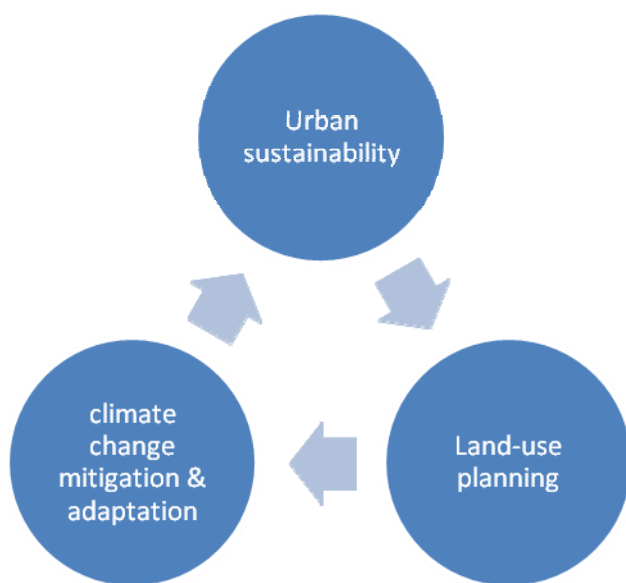 Urban
sustainability
Land-use
planning
climate
change
mitigation &
adaptation